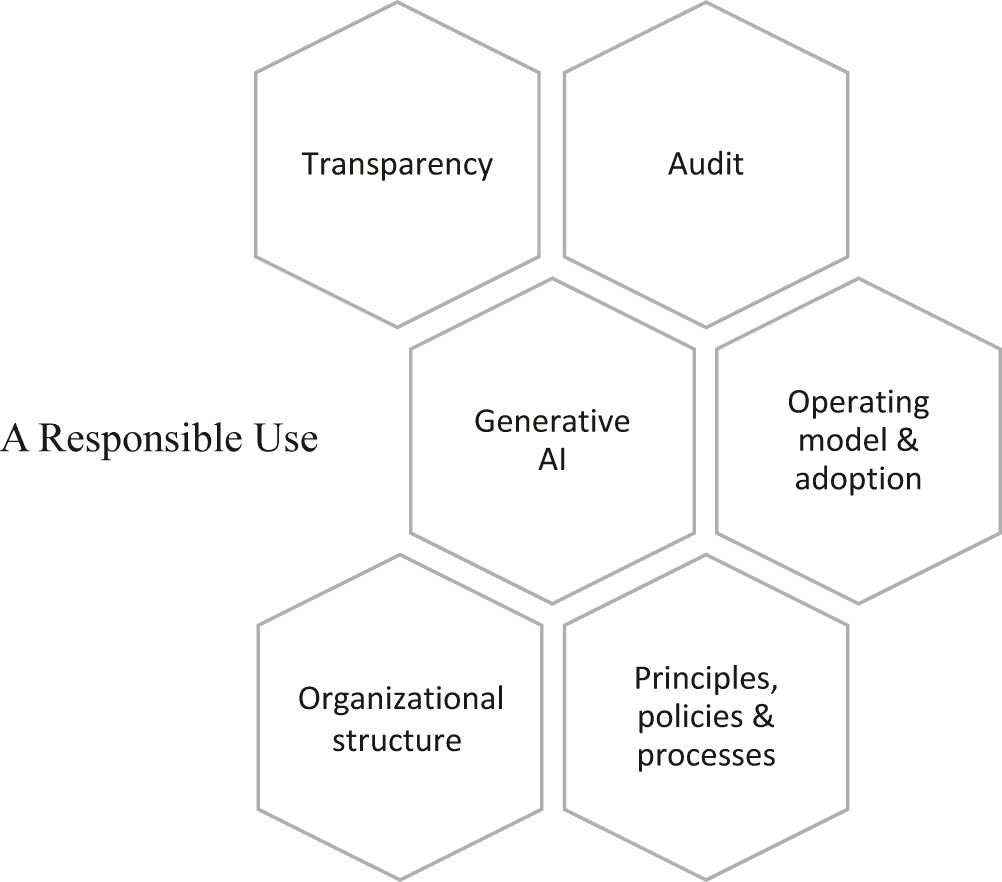 Transparency
Audit
A Responsible Use
Generative
AI
Operating
model &
adoption
Organizational
structure
Principles,
policies &
processes